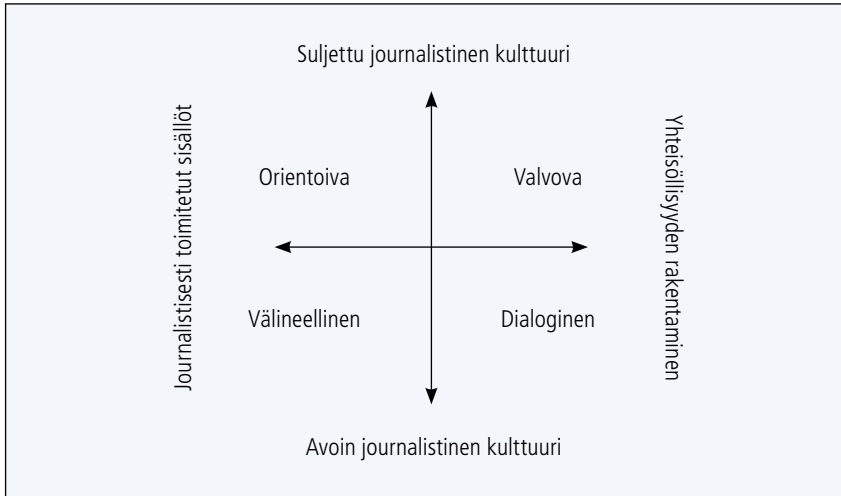 Suljettu journalistinen kulttuuri
Journalistisesti toimitetut sisällöt
Orientoiva
Valvova
Yhteisöllisyyden rakentaminen
Välineellinen
Dialoginen
Avoin journalistinen kulttuuri